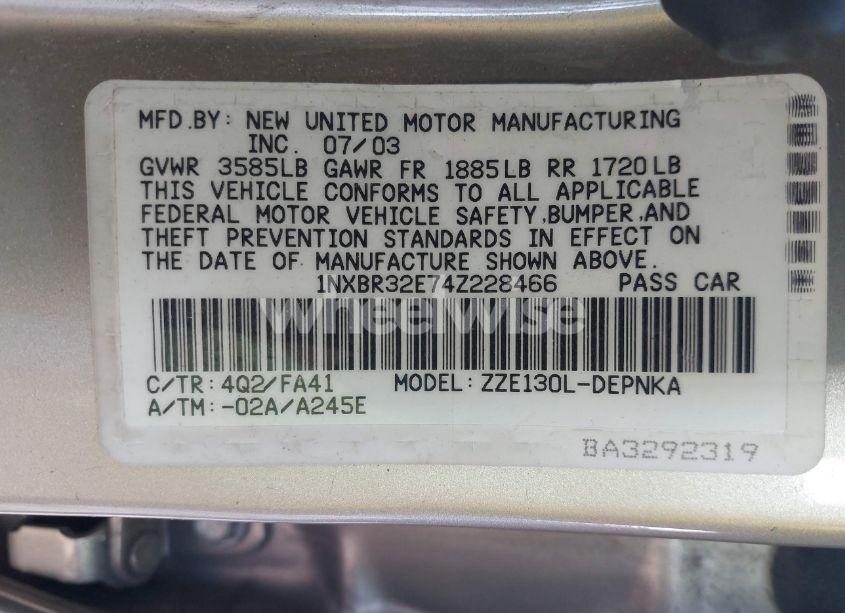 MFD.BY: NEW UNITED MOTOR MANUFACTURING
INC. 07/03
GVWR 3585LB GAWR FR 1885LB RR 1720LB
THIS VEHICLE CONFORMS TO ALL APPLICABLE
FEDERAL MOTOR VEHICLE SAFETY,BUMPER,AND
THEFT PREVENTION STANDARDS IN EFFECT ON
THE DATE OF MANUFACTURE SHOWN ABOVE.
1NXBR32E74Z228466 PASS CAR
wheelwise
C/TR: 4Q2/FA41 MODEL: ZZE130L-DEPNKA
A/TM: -02A/A245E
BA3292319